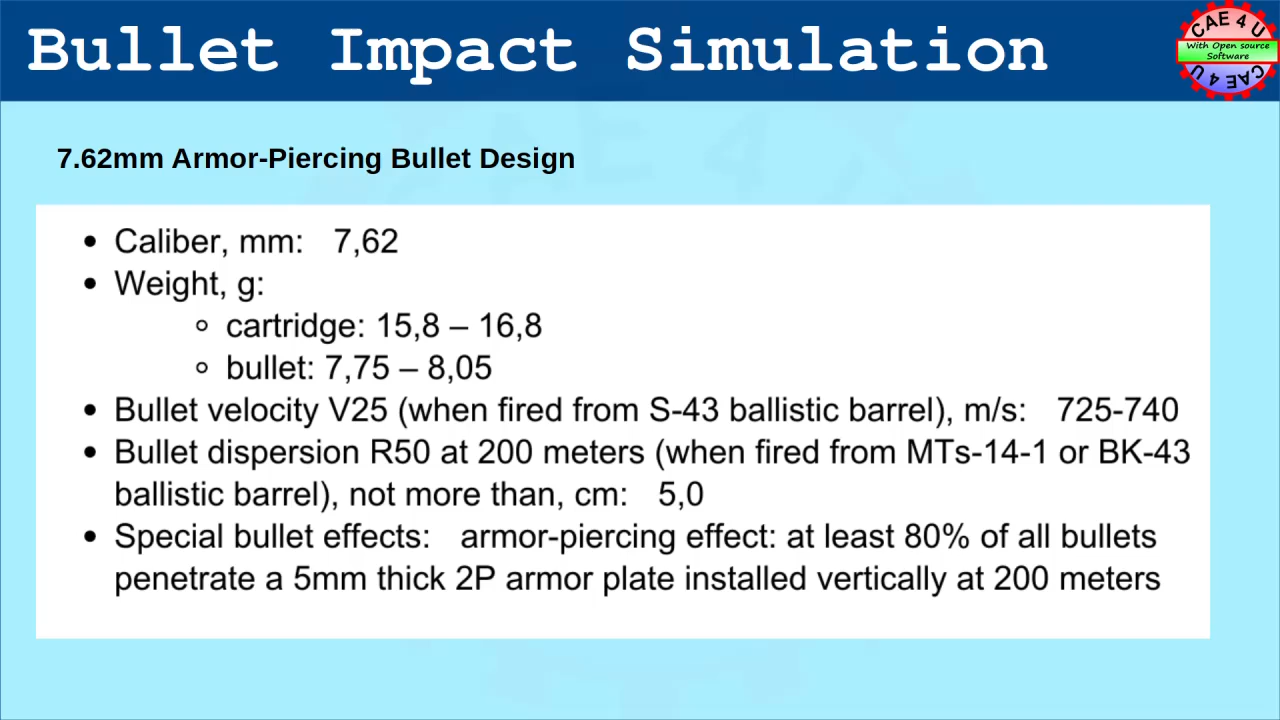 Bullet Impact Simulation
CAE 4 U
With Open source
Software
CAE 4 U
7.62mm Armor-Piercing Bullet Design
• Caliber, mm: 7,62
• Weight, g:
○ cartridge: 15,8 – 16,8
○ bullet: 7,75 – 8,05
• Bullet velocity V25 (when fired from S-43 ballistic barrel), m/s: 725-740
• Bullet dispersion R50 at 200 meters (when fired from MTs-14-1 or BK-43
ballistic barrel), not more than, cm: 5,0
• Special bullet effects: armor-piercing effect: at least 80% of all bullets
penetrate a 5mm thick 2P armor plate installed vertically at 200 meters